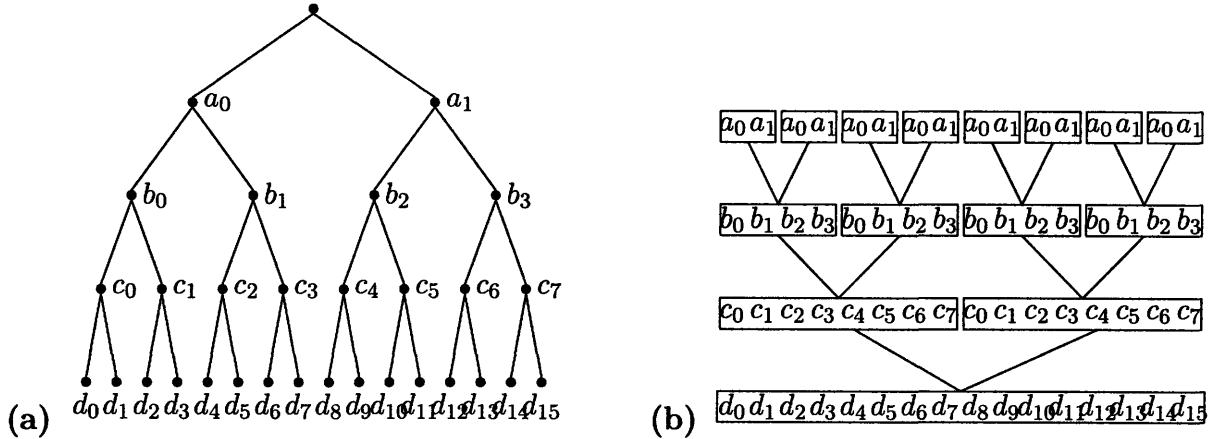 a₀ a₁
b₀ b₁ b₂ b₃
c₀ c₁ c₂ c₃ c₄ c₅ c₆ c₇
d₀ d₁ d₂ d₃ d₄ d₅ d₆ d₇ d₈ d₉ d₁₀ d₁₁ d₁₂ d₁₃ d₁₄ d₁₅
(a)
a₀ a₁ a₀ a₁ a₀ a₁ a₀ a₁ a₀ a₁ a₀ a₁ a₀ a₁ a₀ a₁
b₀ b₁ b₂ b₃ b₀ b₁ b₂ b₃ b₀ b₁ b₂ b₃ b₀ b₁ b₂ b₃
c₀ c₁ c₂ c₃ c₄ c₅ c₆ c₇ c₀ c₁ c₂ c₃ c₄ c₅ c₆ c₇
d₀ d₁ d₂ d₃ d₄ d₅ d₆ d₇ d₈ d₉ d₁₀ d₁₁ d₁₂ d₁₃ d₁₄ d₁₅
(b)